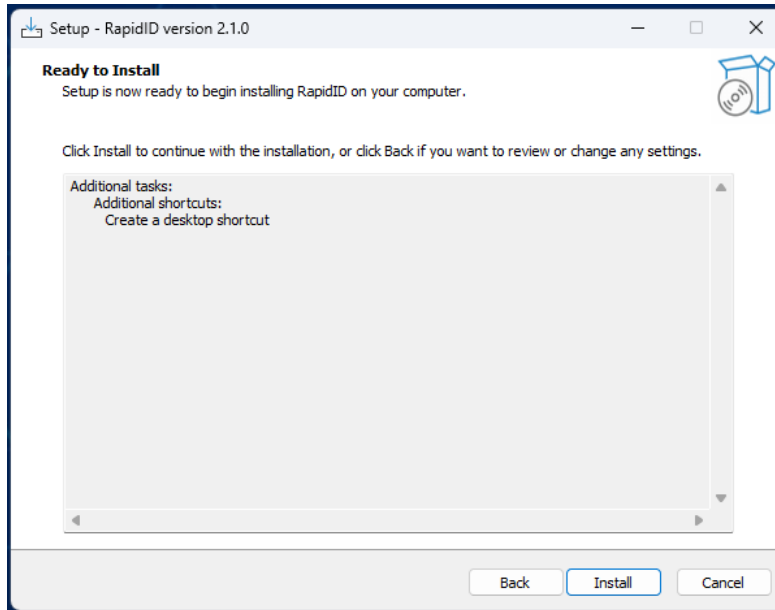 Setup - RapidID version 2.1.0
Ready to Install
Setup is now ready to begin installing RapidID on your computer.
Click Install to continue with the installation, or click Back if you want to review or change any settings.
Additional tasks:
Additional shortcuts:
Create a desktop shortcut
Back
Install
Cancel